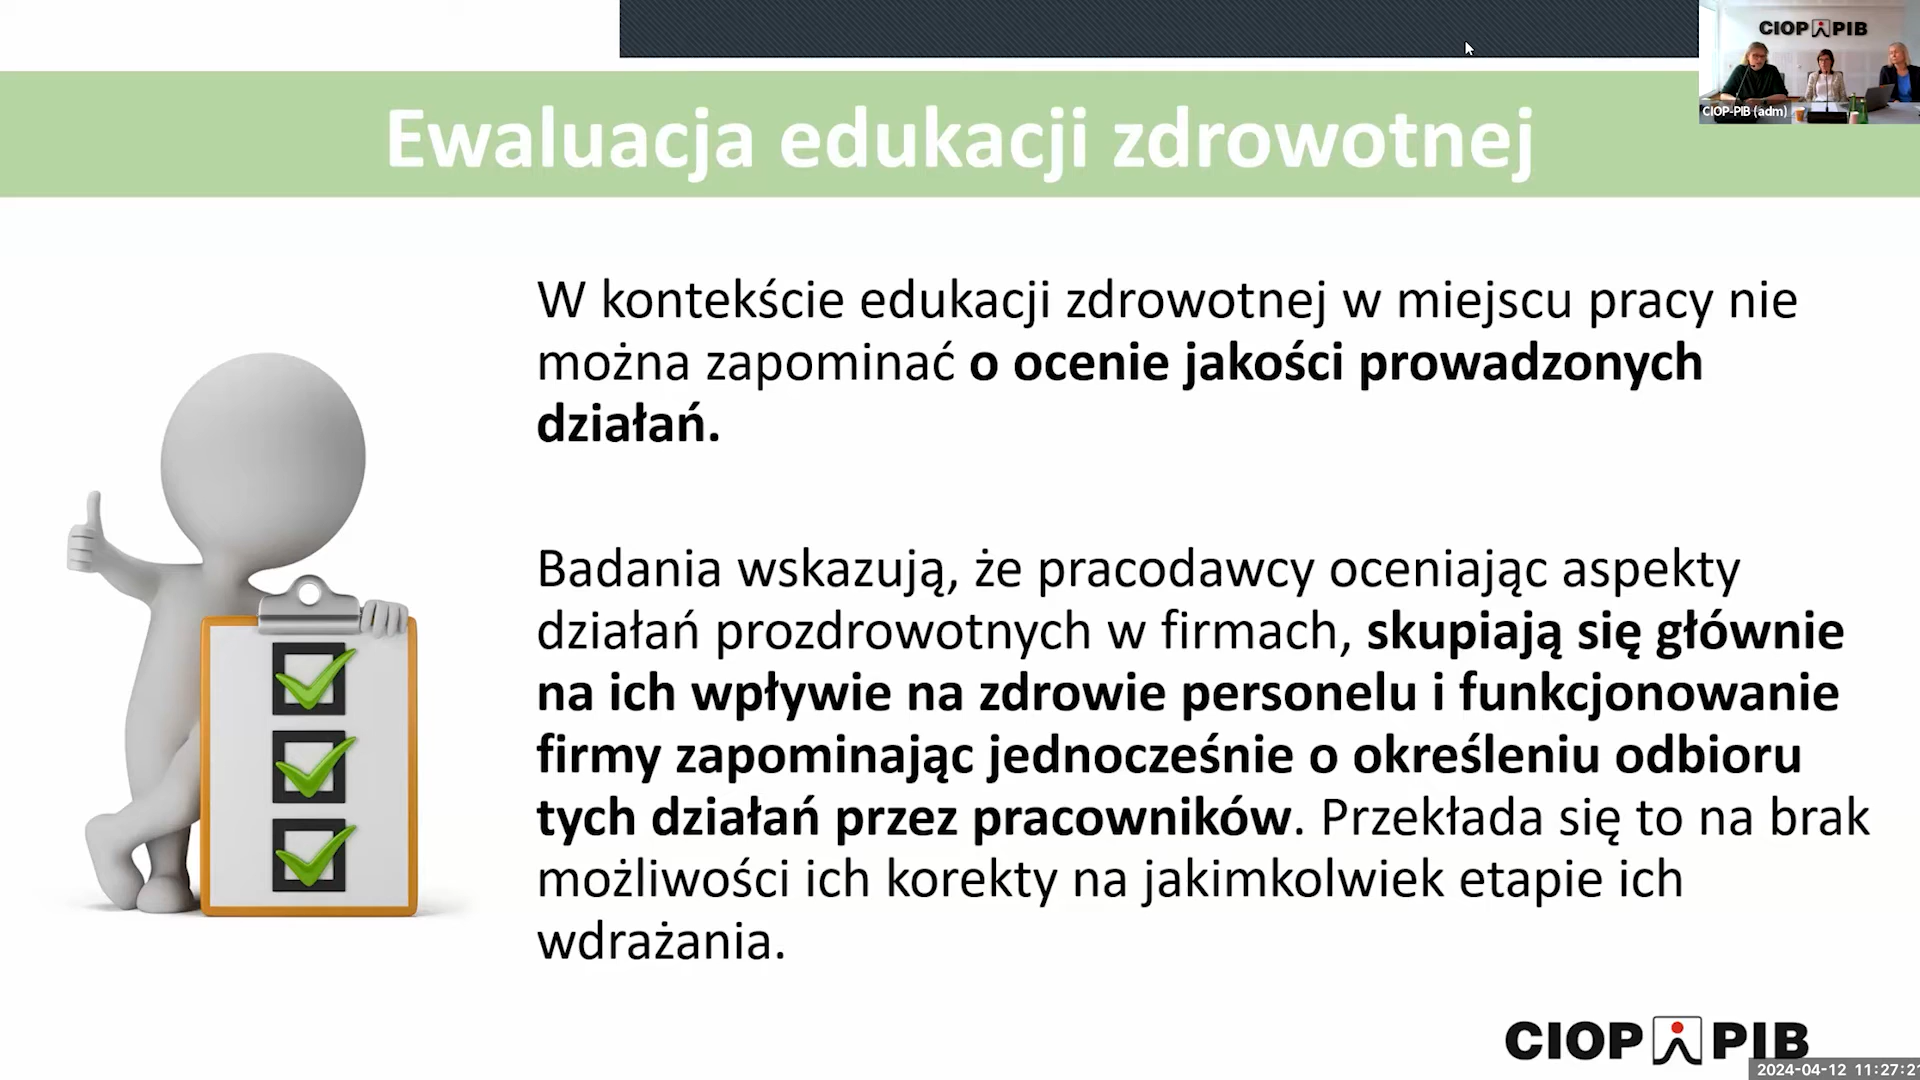 CIOP PIB
CIOP-PIB (adm)
Ewaluacja edukacji zdrowotnej
W kontekście edukacji zdrowotnej w miejscu pracy nie
można zapominać o ocenie jakości prowadzonych
działań.
Badania wskazują, że pracodawcy oceniając aspekty
działań prozdrowotnych w firmach, skupiają się głównie
na ich wpływie na zdrowie personelu i funkcjonowanie
firmy zapominając jednocześnie o określeniu odbioru
tych działań przez pracowników. Przekłada się to na brak
możliwości ich korekty na jakimkolwiek etapie ich
wdrażania.
CIOP PIB
2024-04-12 11:27:21